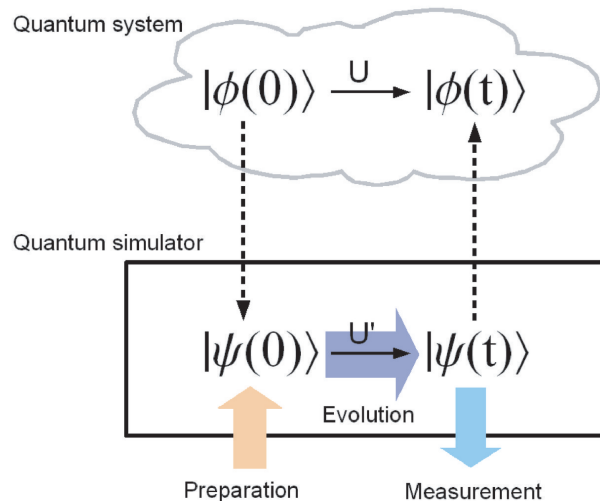 Quantum system
|ϕ(0)⟩ U |ϕ(t)⟩
Quantum simulator
|ψ(0)⟩ U' |ψ(t)⟩
Evolution
Preparation Measurement